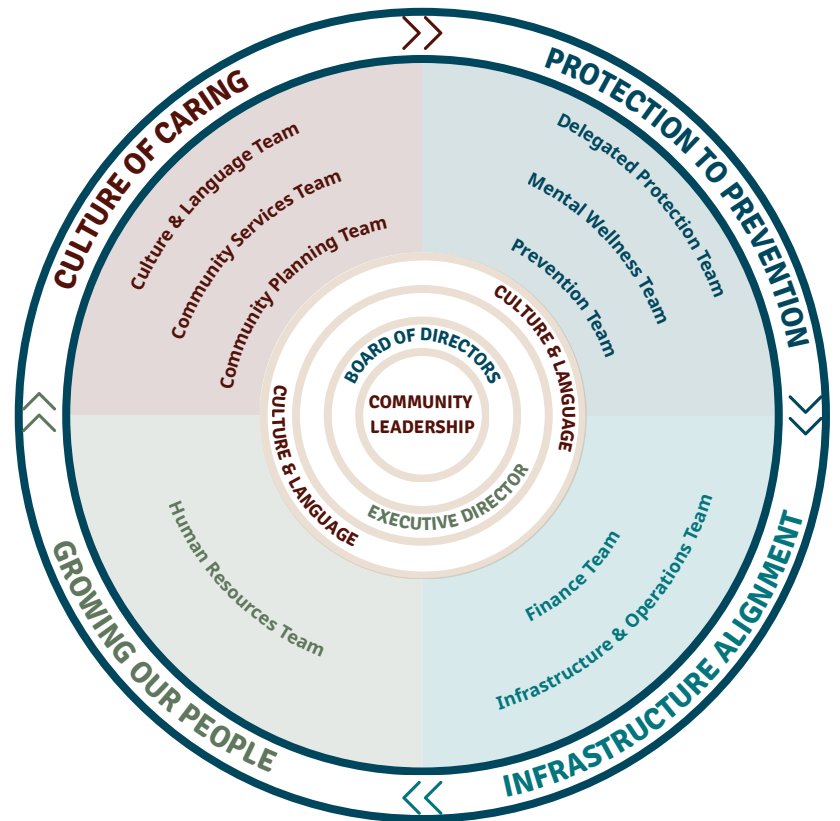 CULTURE OF CARING
Culture & Language Team
Community Services Team
Community Planning Team
PROTECTION TO PREVENTION
Delegated Protection Team
Mental Wellness Team
Prevention Team
CULTURE & LANGUAGE
BOARD OF DIRECTORS
COMMUNITY
LEADERSHIP
EXECUTIVE DIRECTOR
CULTURE & LANGUAGE
GROWING OUR PEOPLE
Human Resources Team
Finance Team
Infrastructure & Operations Team
INFRASTRUCTURE ALIGNMENT